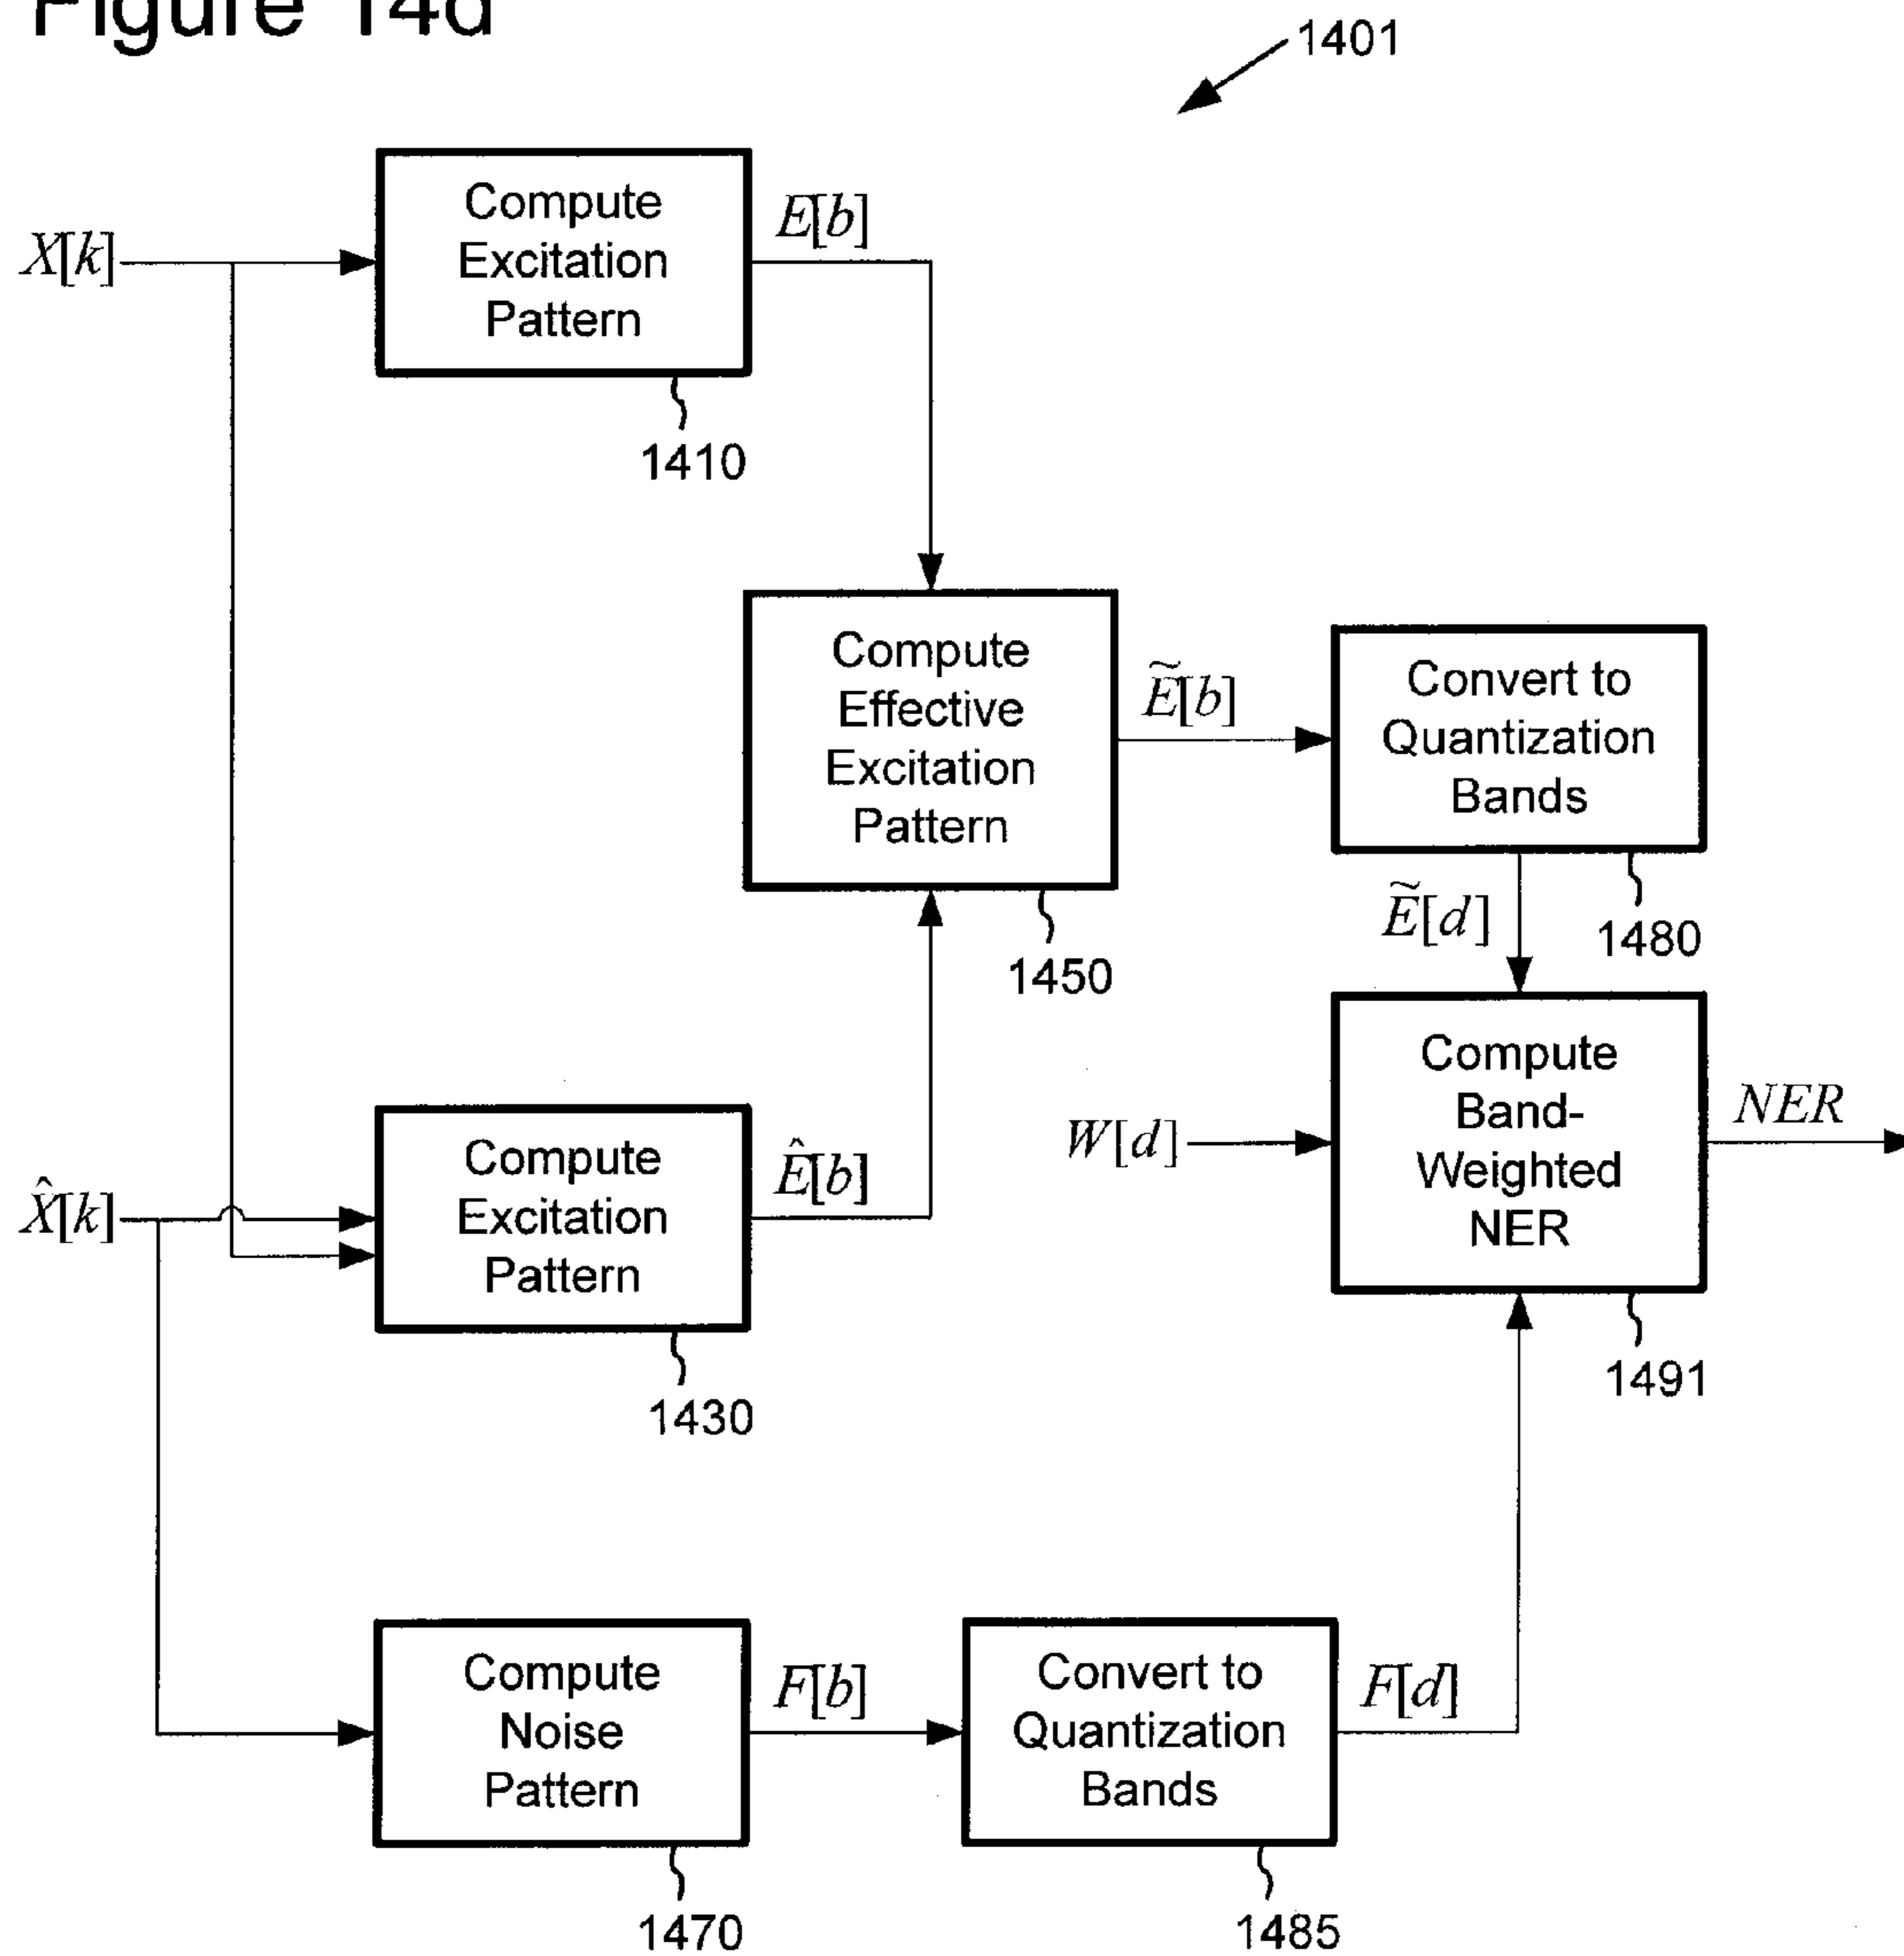 Figure 14d
1401
X[k]
Compute
Excitation
Pattern
E[b]
1410
Compute
Effective
Excitation
Pattern
Ẽ[b]
1450
Convert to
Quantization
Bands
Ẽ[d]
1480
X̂[k]
Compute
Excitation
Pattern
Ê[b]
1430
W[d]
Compute
Band-
Weighted
NER
NER
1491
Compute
Noise
Pattern
F[b]
1470
Convert to
Quantization
Bands
F[d]
1485